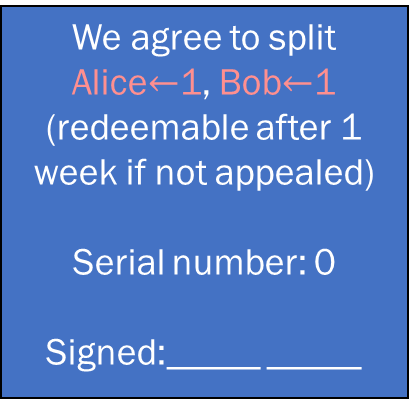 We agree to split
Alice←1, Bob←1
(redeemable after 1
week if not appealed)
Serial number: 0
Signed:_____ _____